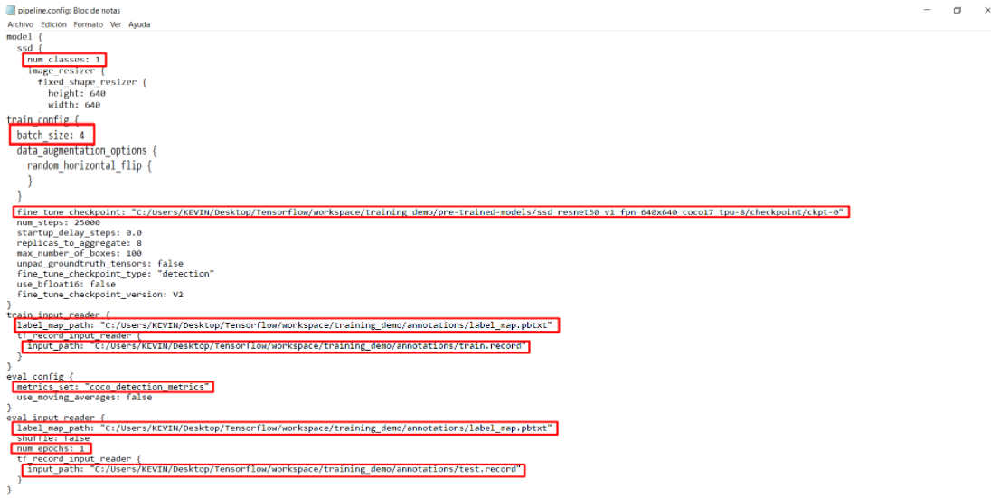 pipeline.config: Bloc de notas
Archivo Edición Formato Ver Ayuda
model {
  ssd {
    num_classes: 1
    image_resizer {
      fixed_shape_resizer {
        height: 640
        width: 640
train_config {
  batch_size: 4
  data_augmentation_options {
    random_horizontal_flip {
    }
  }
  fine_tune_checkpoint: "C:/Users/KEVIN/Desktop/Tensorflow/workspace/training_demo/pre-trained-models/ssd_resnet50_v1_fpn_640x640_coco17_tpu-8/checkpoint/ckpt-0"
  num_steps: 25000
  startup_delay_steps: 0.0
  replicas_to_aggregate: 8
  max_number_of_boxes: 100
  unpad_groundtruth_tensors: false
  fine_tune_checkpoint_type: "detection"
  use_bfloat16: false
  fine_tune_checkpoint_version: V2
}
train_input_reader {
  label_map_path: "C:/Users/KEVIN/Desktop/Tensorflow/workspace/training_demo/annotations/label_map.pbtxt"
  tf_record_input_reader {
    input_path: "C:/Users/KEVIN/Desktop/Tensorflow/workspace/training_demo/annotations/train.record"
  }
}
eval_config {
  metrics_set: "coco_detection_metrics"
  use_moving_averages: false
}
eval_input_reader {
  label_map_path: "C:/Users/KEVIN/Desktop/Tensorflow/workspace/training_demo/annotations/label_map.pbtxt"
  shuffle: false
  num_epochs: 1
  tf_record_input_reader {
    input_path: "C:/Users/KEVIN/Desktop/Tensorflow/workspace/training_demo/annotations/test.record"
  }
}